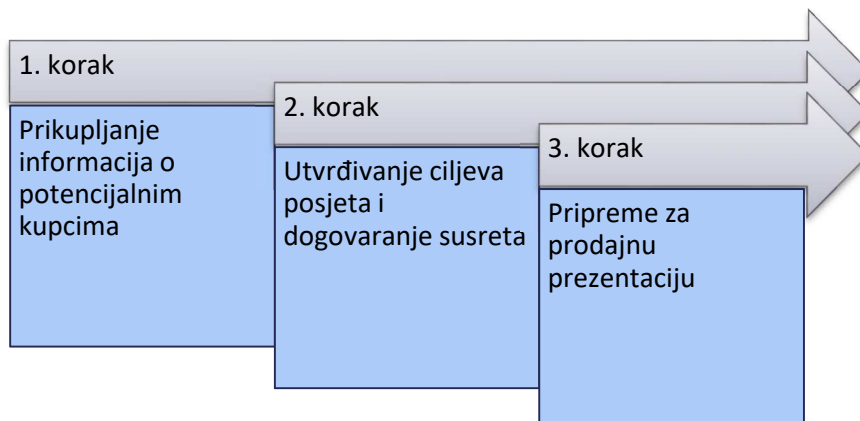 1. korak
Prikupljanje
informacija o
potencijalnim
kupcima
2. korak
Utvrđivanje ciljeva
posjeta i
dogovaranje susreta
3. korak
Pripreme za
prodajnu
prezentaciju